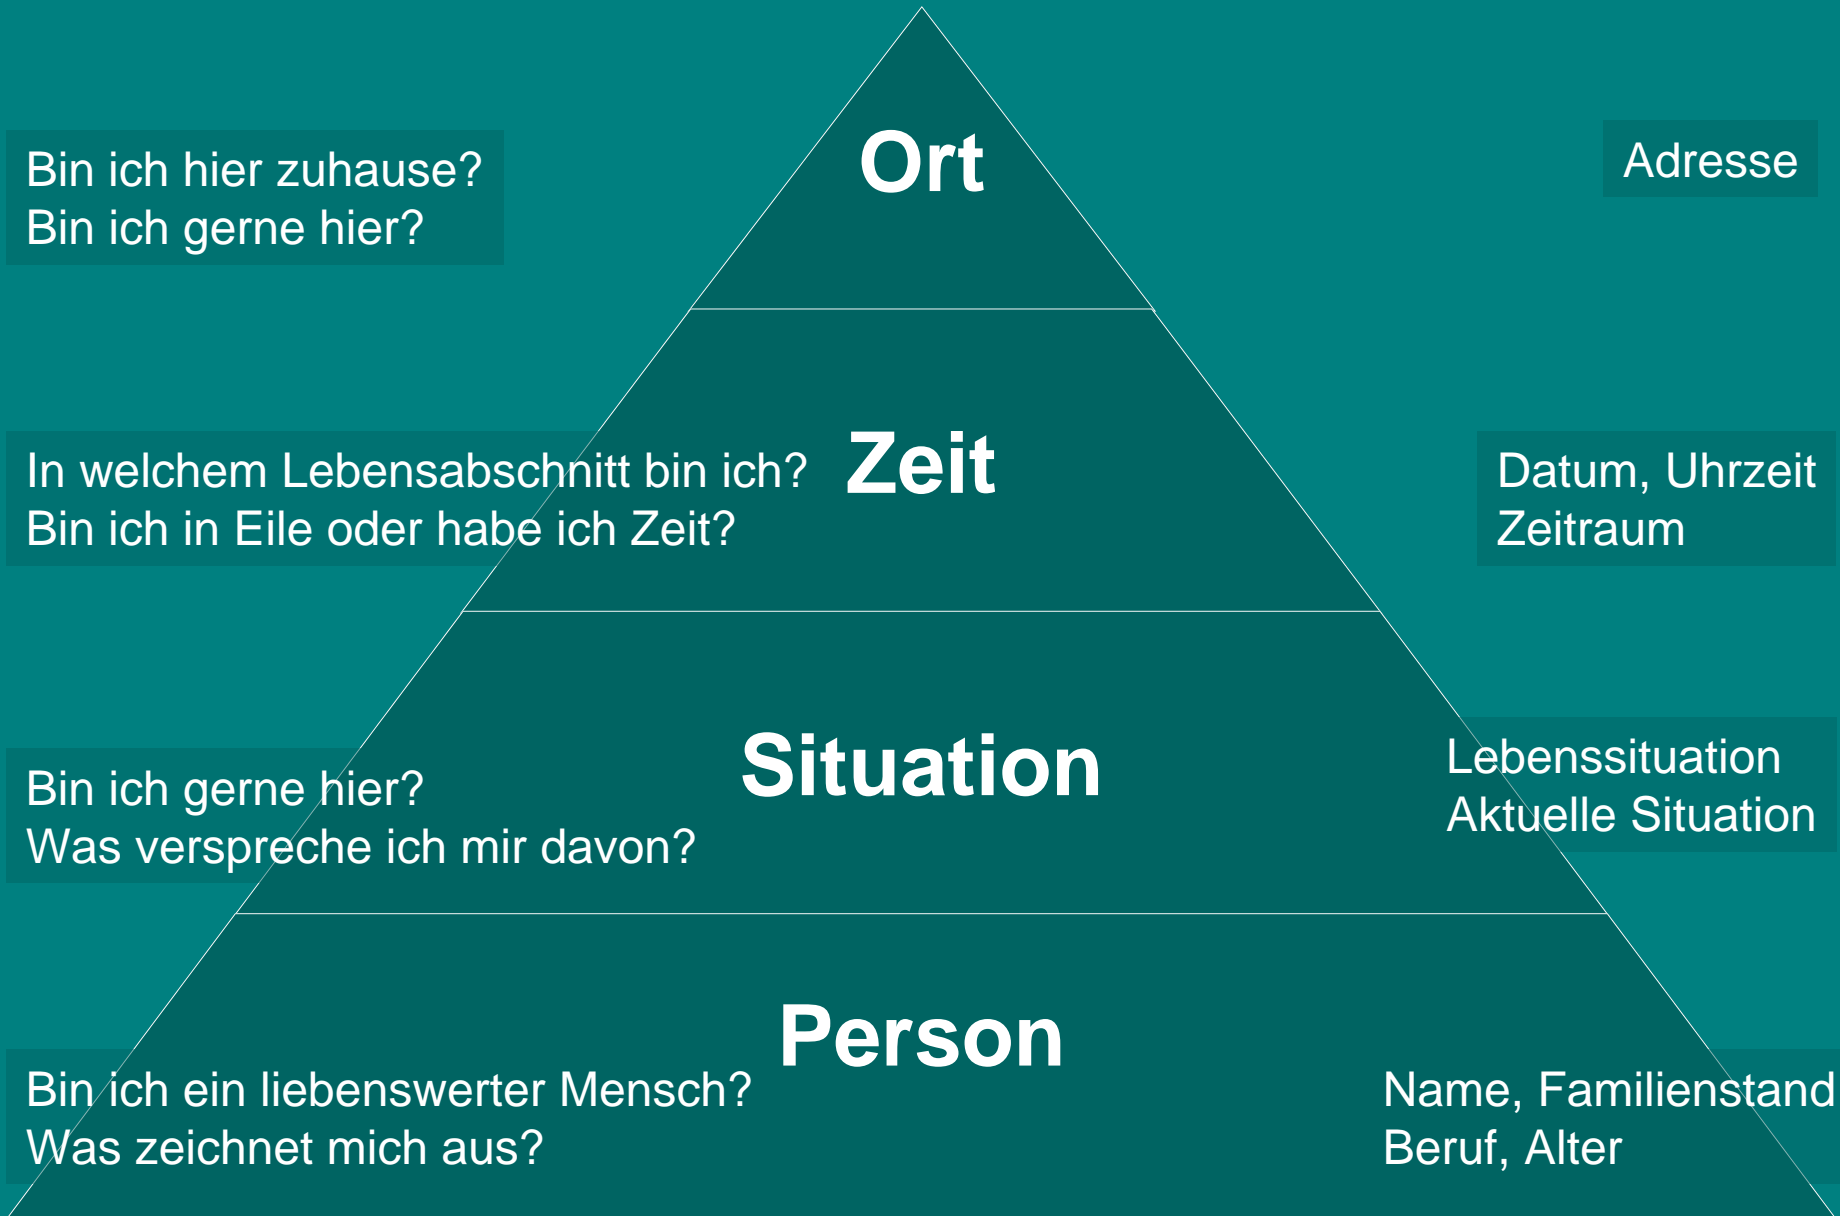 Ort
Bin ich hier zuhause?
Bin ich gerne hier?
Adresse
Zeit
In welchem Lebensabschnitt bin ich?
Bin ich in Eile oder habe ich Zeit?
Datum, Uhrzeit
Zeitraum
Situation
Bin ich gerne hier?
Was verspreche ich mir davon?
Lebenssituation
Aktuelle Situation
Person
Bin ich ein liebenswerter Mensch?
Was zeichnet mich aus?
Name, Familienstand
Beruf, Alter